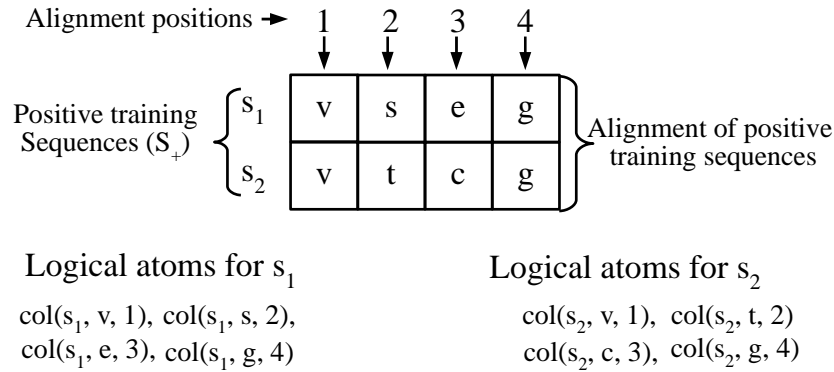 Alignment positions → 1 2 3 4
Positive training
Sequences (S₊)
s₁ v s e g
s₂ v t c g
Alignment of positive
training sequences
Logical atoms for s₁
col(s₁, v, 1), col(s₁, s, 2),
col(s₁, e, 3), col(s₁, g, 4)
Logical atoms for s₂
col(s₂, v, 1), col(s₂, t, 2)
col(s₂, c, 3), col(s₂, g, 4)